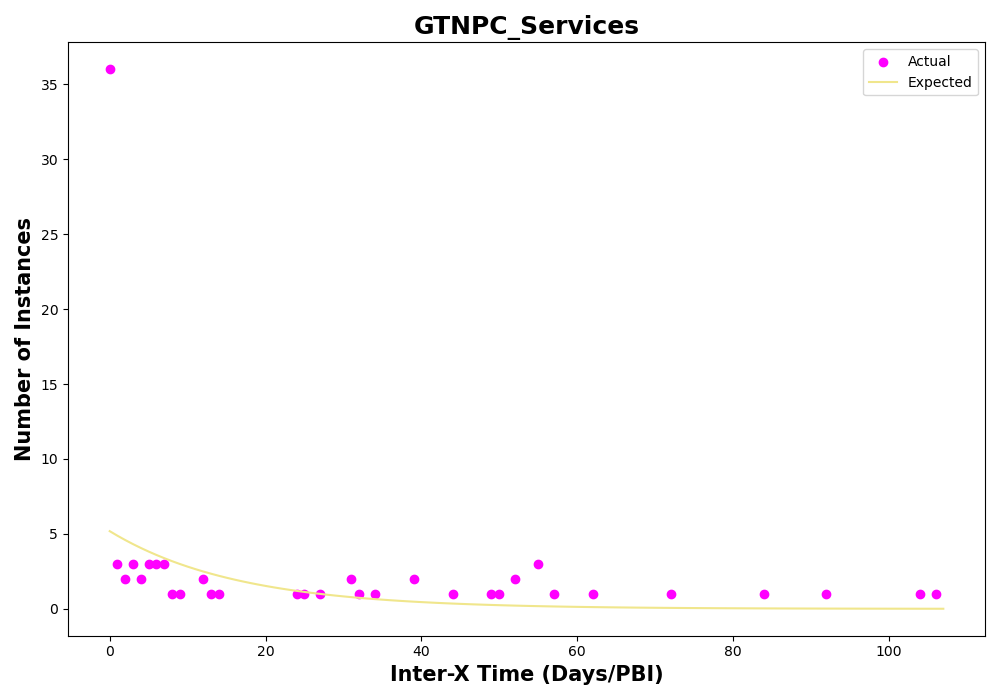 GTNPC_Services
Actual
Expected
35
30
25
20
15
10
5
0
Number of Instances
0 20 40 60 80 100
Inter-X Time (Days/PBI)